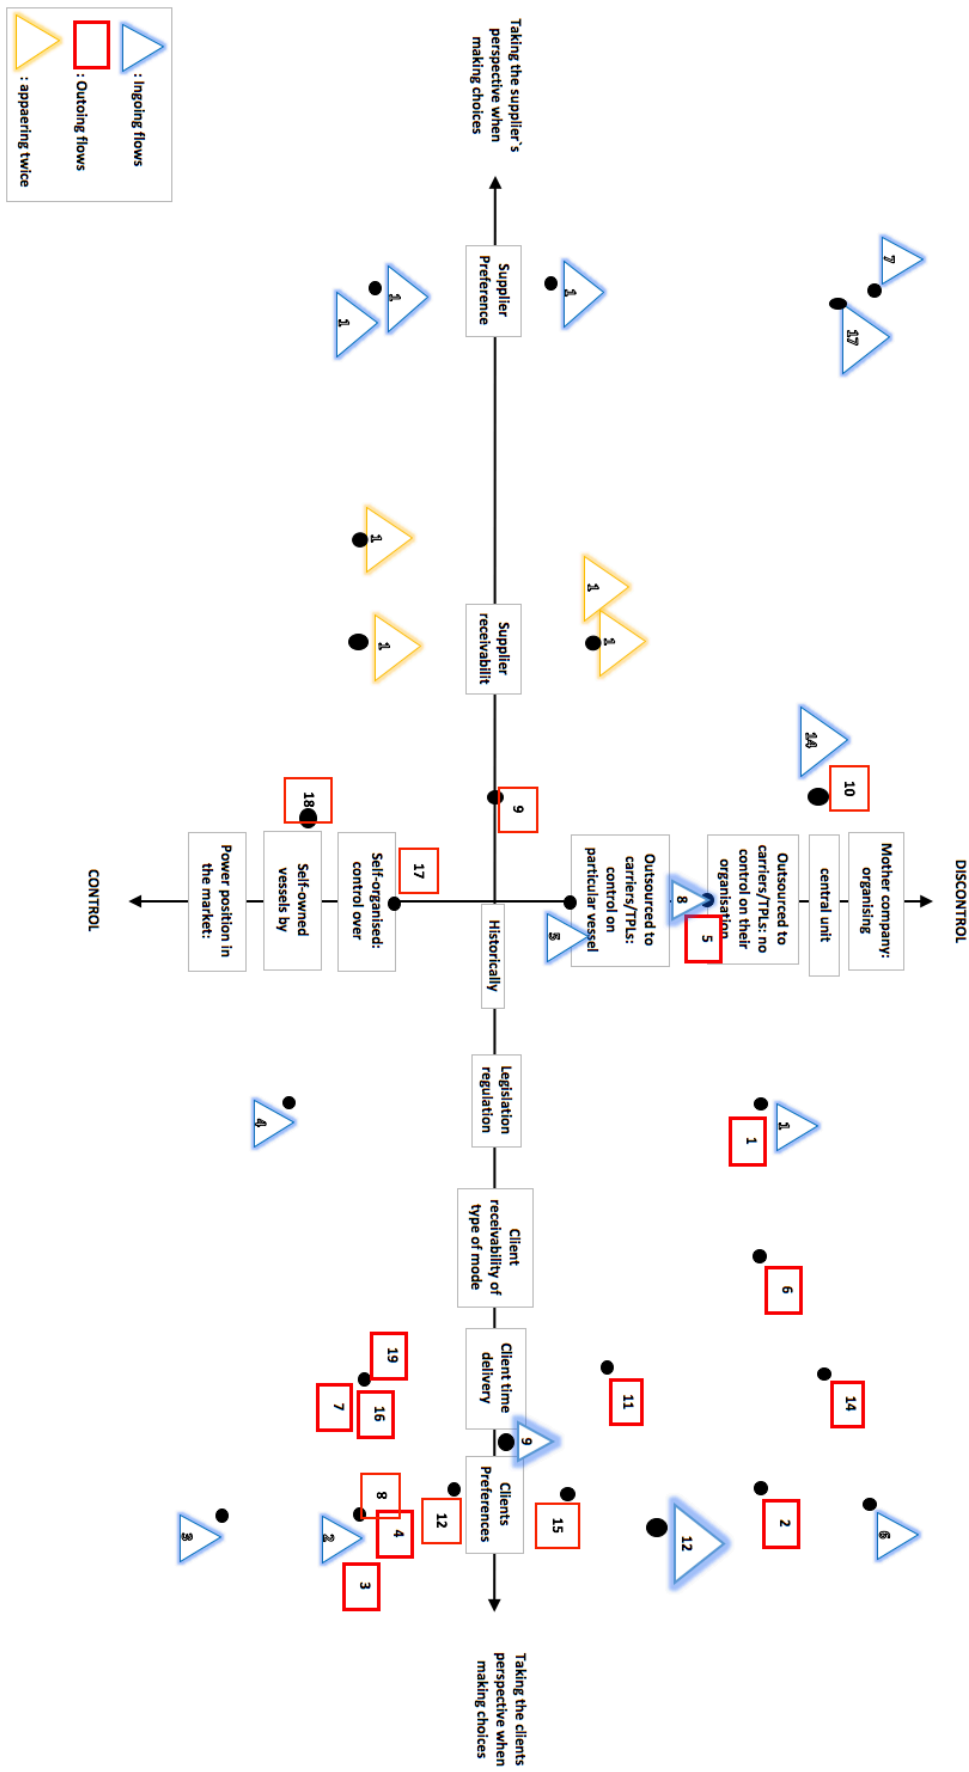 DISCONTROL
Mother company:
organising
central unit
Outsourced to
carriers/TPLs: no
control on their
organisation
Outsourced to
carriers/TPLs:
control on
particular vessel
Taking the supplier`s
perspective when
making choices
Supplier
Preference
Supplier
receivabilit
Historically
Legislation
regulation
Client
receivability of
type of mode
Client time
delivery
Clients
Preferences
Taking the clients
perspective when
making choices
Self-organised:
control over
Self-owned
vessels by
Power position in
the market:
CONTROL
7
17
1
1
1
1
1
1
1
14
10
9
18
17
8
5
5
4
1
1
6
14
11
19
16
7
9
15
12
8
4
3
2
3
12
2
6
: Ingoing flows
: Outoing flows
: appaering twice